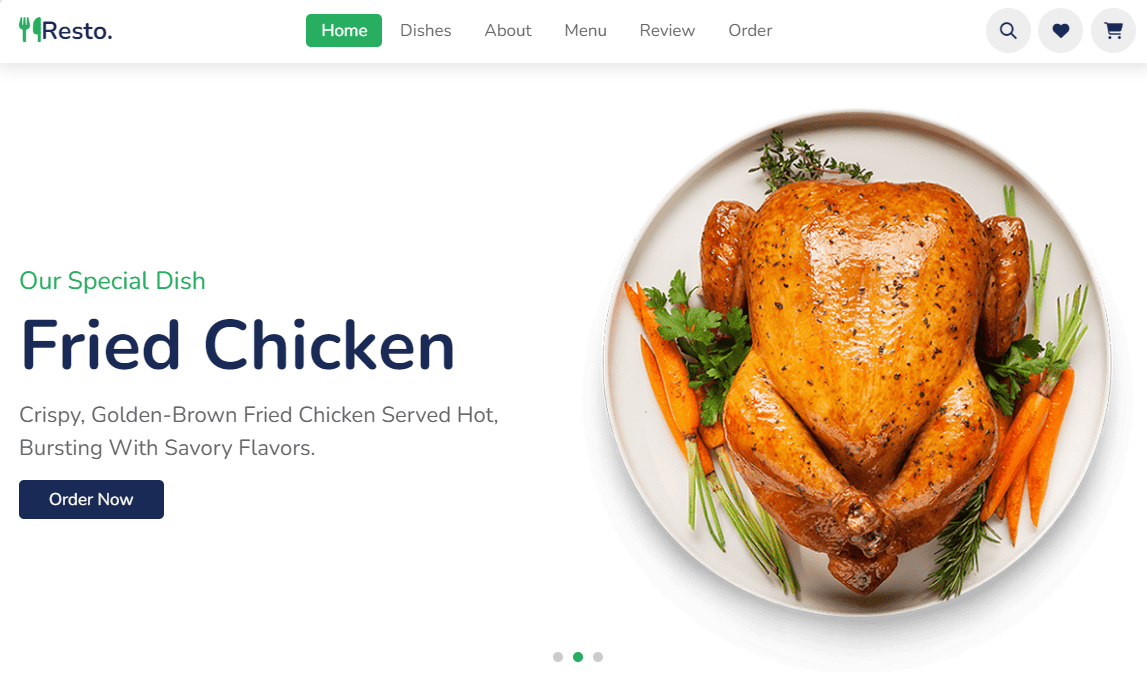 Resto.
Home Dishes About Menu Review Order
Our Special Dish
Fried Chicken
Crispy, Golden-Brown Fried Chicken Served Hot,
Bursting With Savory Flavors.
Order Now